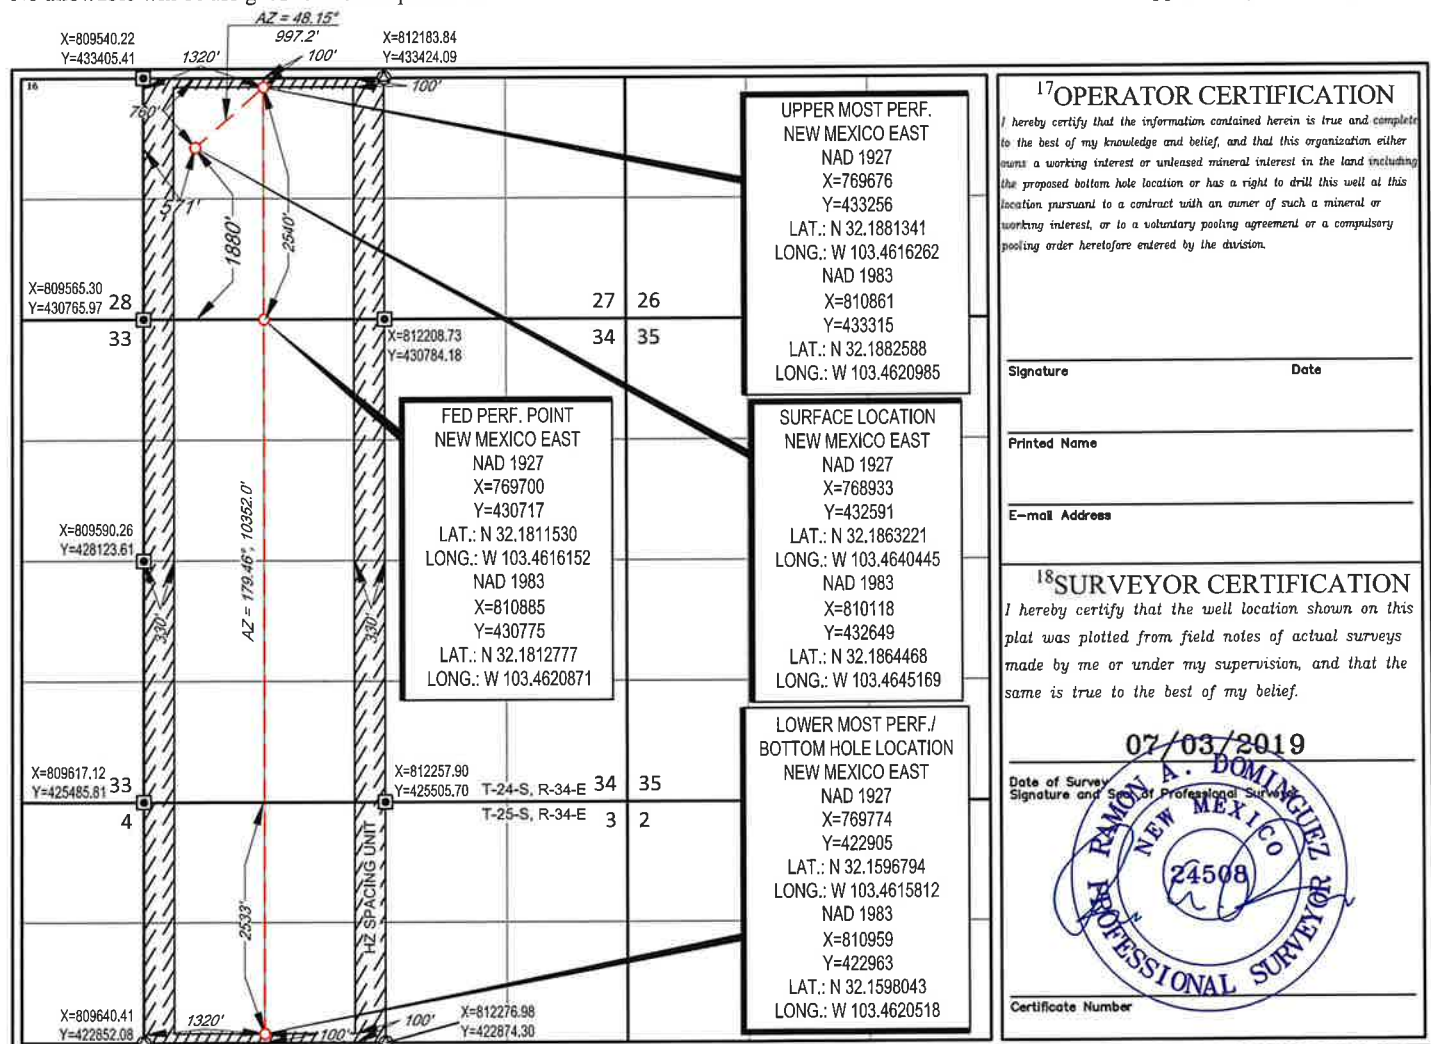 AZ = 48.15°
997.2'
X=809540.22
Y=433405.41
X=812183.84
Y=433424.09
1320'
100'
100'
16
760'
571'
1880'
2540'
X=809565.30
Y=430765.97
28
33
27
26
34
35
X=812208.73
Y=430784.18
UPPER MOST PERF.
NEW MEXICO EAST
NAD 1927
X=769676
Y=433256
LAT.: N 32.1881341
LONG.: W 103.4616262
NAD 1983
X=810861
Y=433315
LAT.: N 32.1882588
LONG.: W 103.4620985
FED PERF. POINT
NEW MEXICO EAST
NAD 1927
X=769700
Y=430717
LAT.: N 32.1811530
LONG.: W 103.4616152
NAD 1983
X=810885
Y=430775
LAT.: N 32.1812777
LONG.: W 103.4620871
SURFACE LOCATION
NEW MEXICO EAST
NAD 1927
X=768933
Y=432591
LAT.: N 32.1863221
LONG.: W 103.4640445
NAD 1983
X=810118
Y=432649
LAT.: N 32.1864468
LONG.: W 103.4645169
X=809590.26
Y=428123.61
AZ = 179.46°, 10352.0'
330'
330'
X=809617.12
Y=425485.81
33
4
X=812257.90
Y=425505.70
T-24-S, R-34-E
34
35
T-25-S, R-34-E
3
2
HZ SPACING UNIT
2533'
LOWER MOST PERF./
BOTTOM HOLE LOCATION
NEW MEXICO EAST
NAD 1927
X=769774
Y=422905
LAT.: N 32.1596794
LONG.: W 103.4615812
NAD 1983
X=810959
Y=422963
LAT.: N 32.1598043
LONG.: W 103.4620518
X=809640.41
Y=422852.08
1320'
100'
100'
X=812276.98
Y=422874.30
17 OPERATOR CERTIFICATION
I hereby certify that the information contained herein is true and complete
to the best of my knowledge and belief, and that this organization either
owns a working interest or unleased mineral interest in the land including
the proposed bottom hole location or has a right to drill this well at this
location pursuant to a contract with an owner of such a mineral or
working interest, or to a voluntary pooling agreement or a compulsory
pooling order heretofore entered by the division.
Signature
Date
Printed Name
E-mail Address
18 SURVEYOR CERTIFICATION
I hereby certify that the well location shown on this
plat was plotted from field notes of actual surveys
made by me or under my supervision, and that the
same is true to the best of my belief.
07/03/2019
Date of Survey
Signature and Seal of Professional Surveyor
RAMON A. DOMINGUEZ
NEW MEXICO
24508
PROFESSIONAL SURVEYOR
Certificate Number